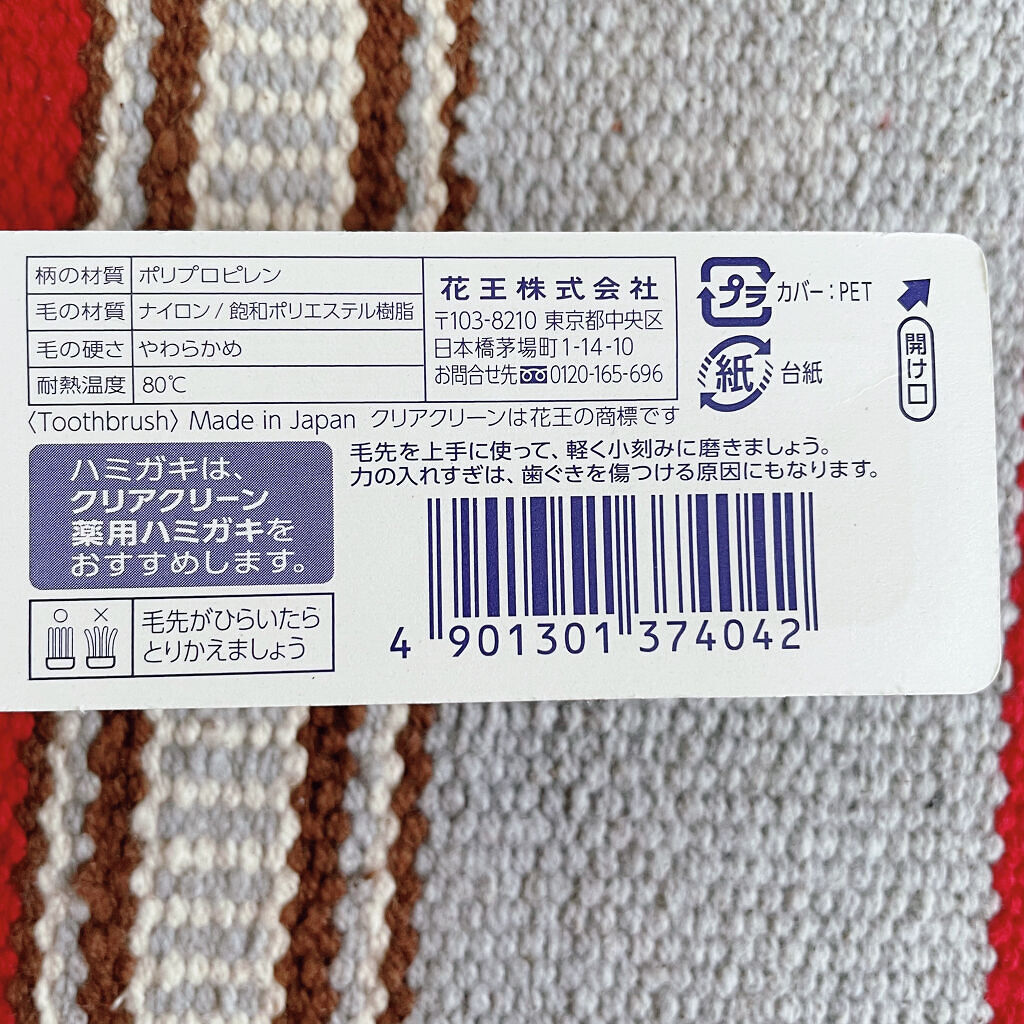 柄の材質 ポリプロピレン
毛の材質 ナイロン/飽和ポリエステル樹脂
毛の硬さ やわらかめ
耐熱温度 80℃
花王株式会社
〒103-8210 東京都中央区
日本橋茅場町1-14-10
お問合せ先 0120-165-696
プラ カバー:PET
紙 台紙
開け口
〈Toothbrush〉 Made in Japan クリアクリーンは花王の商標です
ハミガキは、
クリアクリーン
薬用ハミガキを
おすすめします。
毛先を上手に使って、軽く小刻みに磨きましょう。
力の入れすぎは、歯ぐきを傷つける原因にもなります。
○ ×
毛先がひらいたら
とりかえましょう
4 901301 374042